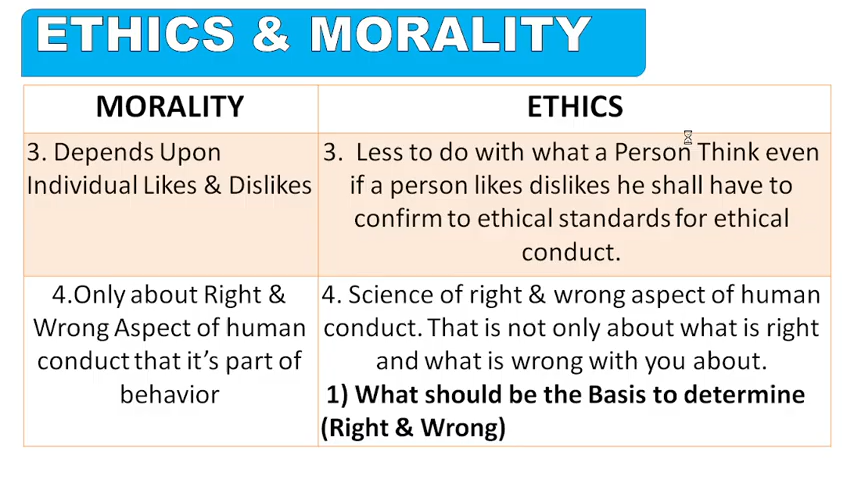 ETHICS & MORALITY
MORALITY
ETHICS
3. Depends Upon
Individual Likes & Dislikes
3. Less to do with what a Person Think even
if a person likes dislikes he shall have to
confirm to ethical standards for ethical
conduct.
4.Only about Right &
Wrong Aspect of human
conduct that it's part of
behavior
4. Science of right & wrong aspect of human
conduct. That is not only about what is right
and what is wrong with you about.
1) What should be the Basis to determine
(Right & Wrong)